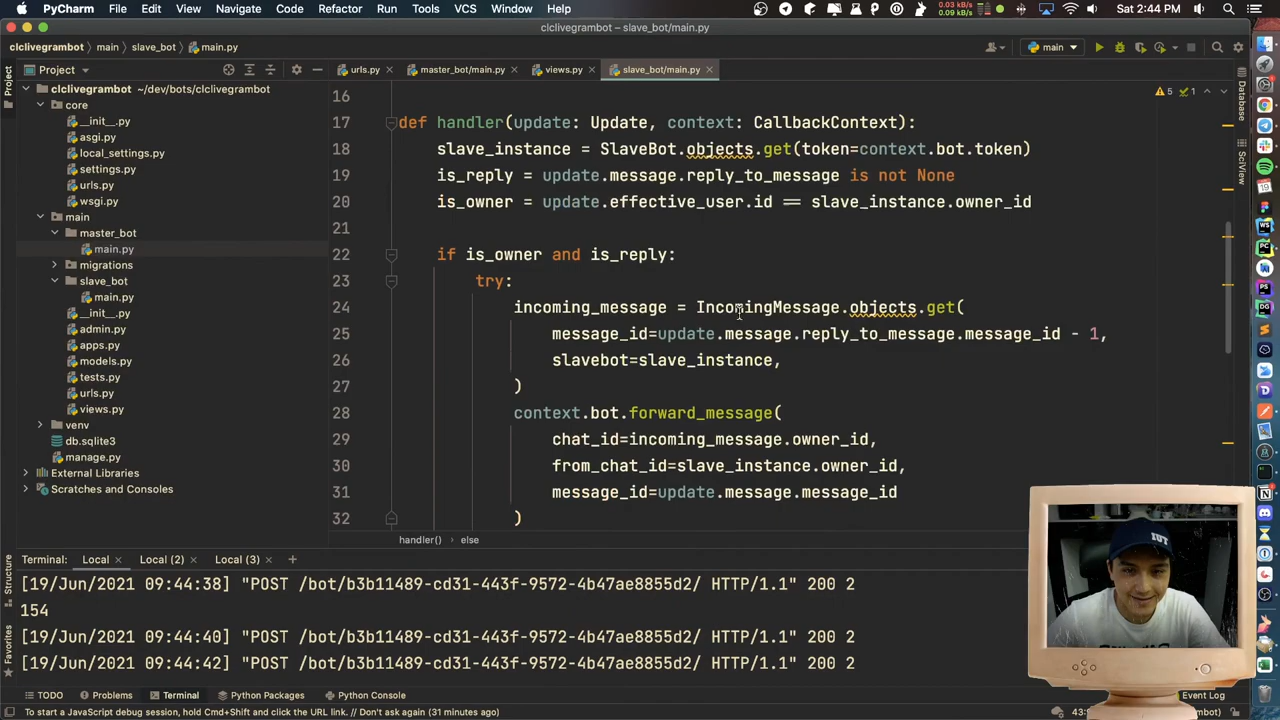 PyCharm File Edit View Navigate Code Refactor Run Tools VCS Window Help
0.03 kB/s
0.09 kB/s
Sat 2:44 PM
clclivegrambot – slave_bot/main.py
clclivegrambot main slave_bot main.py
main
Project
urls.py
master_bot/main.py
views.py
slave_bot/main.py
Project
Structure
Favorites
Database
SciView
clclivegrambot ~/dev/bots/clclivegrambot
core
__init__.py
asgi.py
local_settings.py
settings.py
urls.py
wsgi.py
main
master_bot
main.py
migrations
slave_bot
main.py
__init__.py
admin.py
apps.py
models.py
tests.py
urls.py
views.py
venv
db.sqlite3
manage.py
External Libraries
Scratches and Consoles
5 1
16
17 def handler(update: Update, context: CallbackContext):
18 slave_instance = SlaveBot.objects.get(token=context.bot.token)
19 is_reply = update.message.reply_to_message is not None
20 is_owner = update.effective_user.id == slave_instance.owner_id
21
22 if is_owner and is_reply:
23 try:
24 incoming_message = IncomingMessage.objects.get(
25 message_id=update.message.reply_to_message.message_id - 1,
26 slavebot=slave_instance,
27 )
28 context.bot.forward_message(
29 chat_id=incoming_message.owner_id,
30 from_chat_id=slave_instance.owner_id,
31 message_id=update.message.message_id
32 )
handler() else
Terminal: Local Local (2) Local (3)
[19/Jun/2021 09:44:38] "POST /bot/b3b11489-cd31-443f-9572-4b47ae8855d2/ HTTP/1.1" 200 2
154
[19/Jun/2021 09:44:40] "POST /bot/b3b11489-cd31-443f-9572-4b47ae8855d2/ HTTP/1.1" 200 2
[19/Jun/2021 09:44:42] "POST /bot/b3b11489-cd31-443f-9572-4b47ae8855d2/ HTTP/1.1" 200 2
TODO Problems Terminal Python Packages Python Console
Event Log
To start a JavaScript debug session, hold Cmd+Shift and click the URL link. // Don't ask again (31 minutes ago)